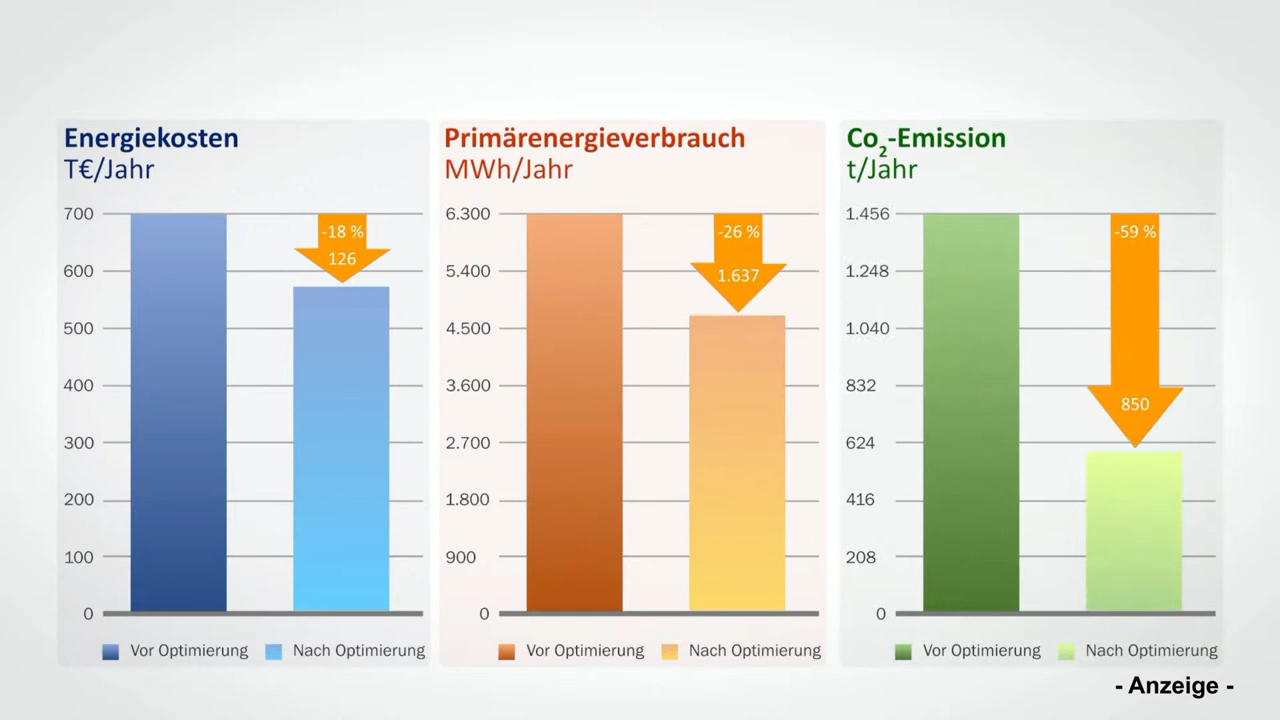 Energiekosten
T€/Jahr
700
600
500
400
300
200
100
0
-18 %
126
Vor Optimierung
Nach Optimierung
Primärenergieverbrauch
MWh/Jahr
6.300
5.400
4.500
3.600
2.700
1.800
900
0
-26 %
1.637
Vor Optimierung
Nach Optimierung
Co₂-Emission
t/Jahr
1.456
1.248
1.040
832
624
416
208
0
-59 %
850
Vor Optimierung
Nach Optimierung
- Anzeige -